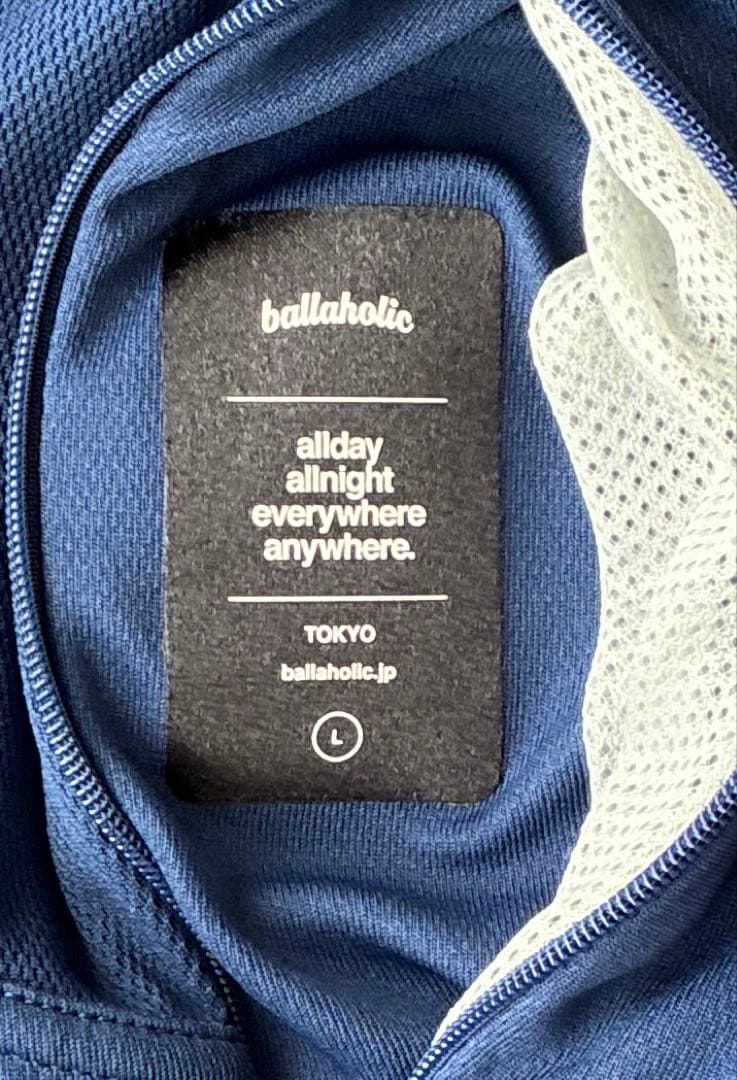 ballaholic
allday
allnight
everywhere
anywhere.
TOKYO
ballaholic.jp
L